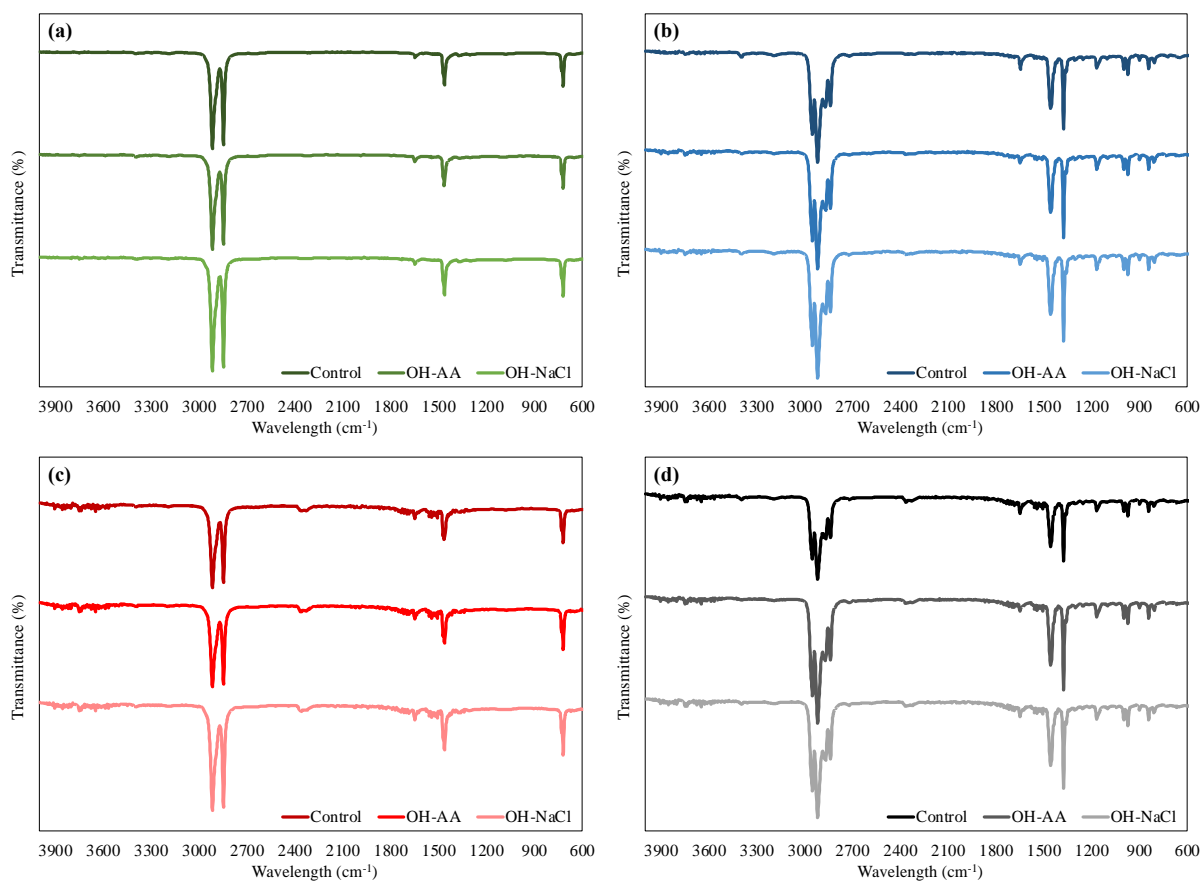 (a)
Transmittance (%)
Control OH-AA OH-NaCl
3900 3300 2700 2400 2100 1800 1500 1200 900 600
3000
Wavelength (cm-1)
(b)
Transmittance (%)
Control OH-AA OH-NaCl
3900 3600 3300 3000 2700 2400 2100 1800 1500 1200 900 600
Wavelength (cm-1)
(c)
Transmittance (%)
Control OH-AA OH-NaCl
3900 3600 3300 3000 2700 2400 2100 1800 1500 1200 900 600
Wavelength (cm-1)
(d)
Transmittance (%)
Control OH-AA OH-NaCl
3900 3600 3300 3000 2700 2400 2100 1800 1500 1200 900 600
Wavelength (cm-1)